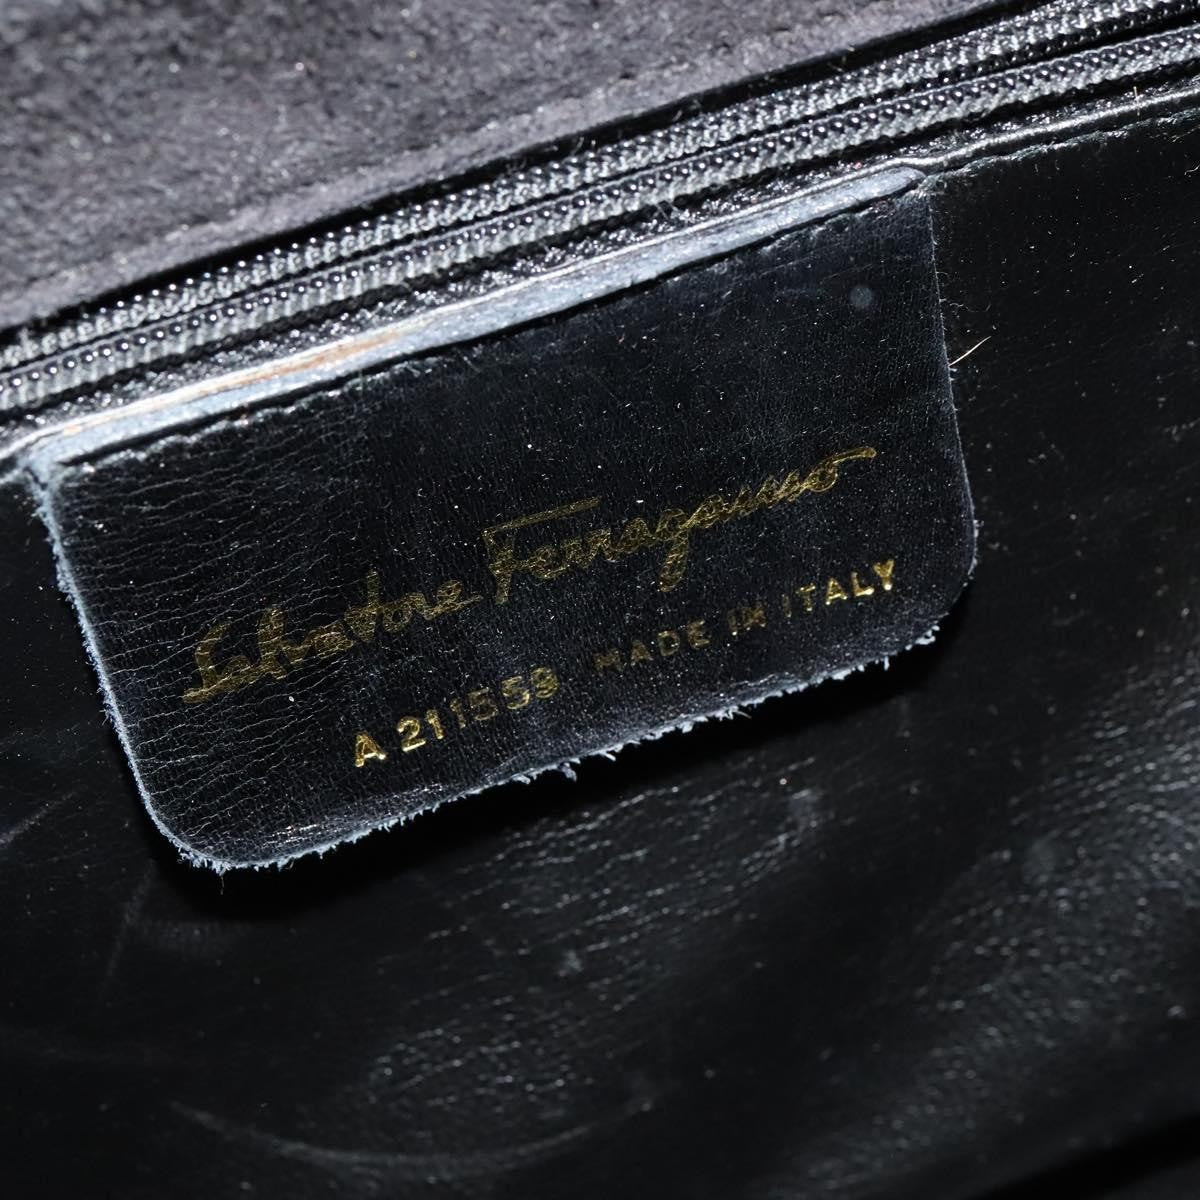 Salvatore Ferragamo
A 211559 MADE IN ITALY